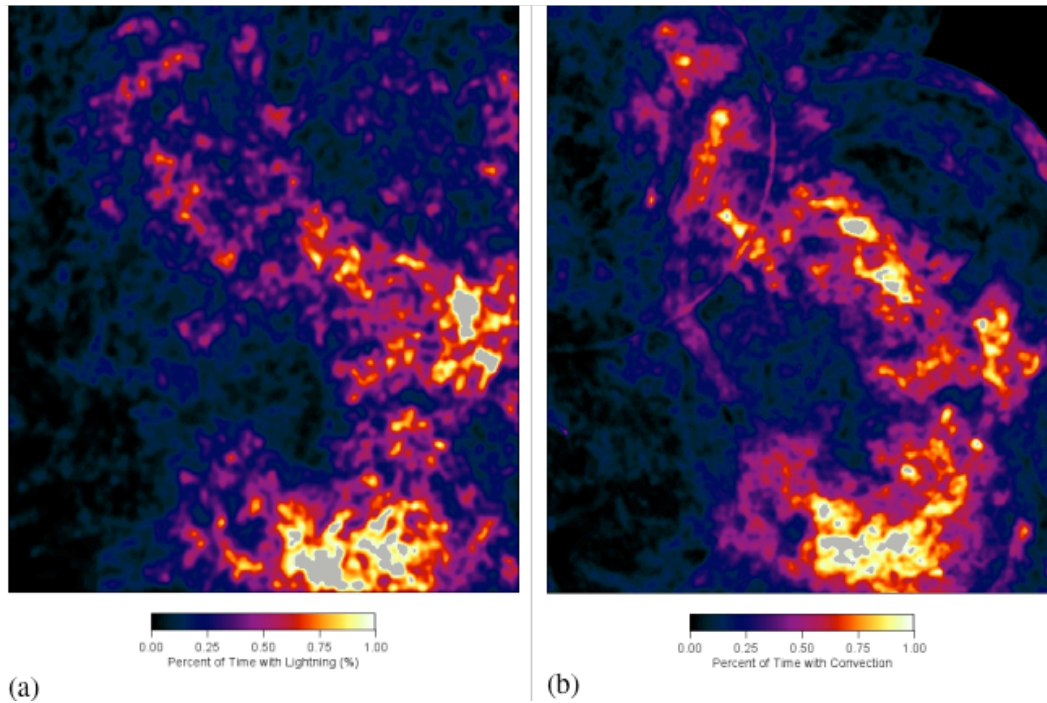 0.00 0.25 0.50 0.75 1.00
Percent of Time with Lightning (%)
(a)
0.00 0.25 0.50 0.75 1.00
Percent of Time with Convection
(b)